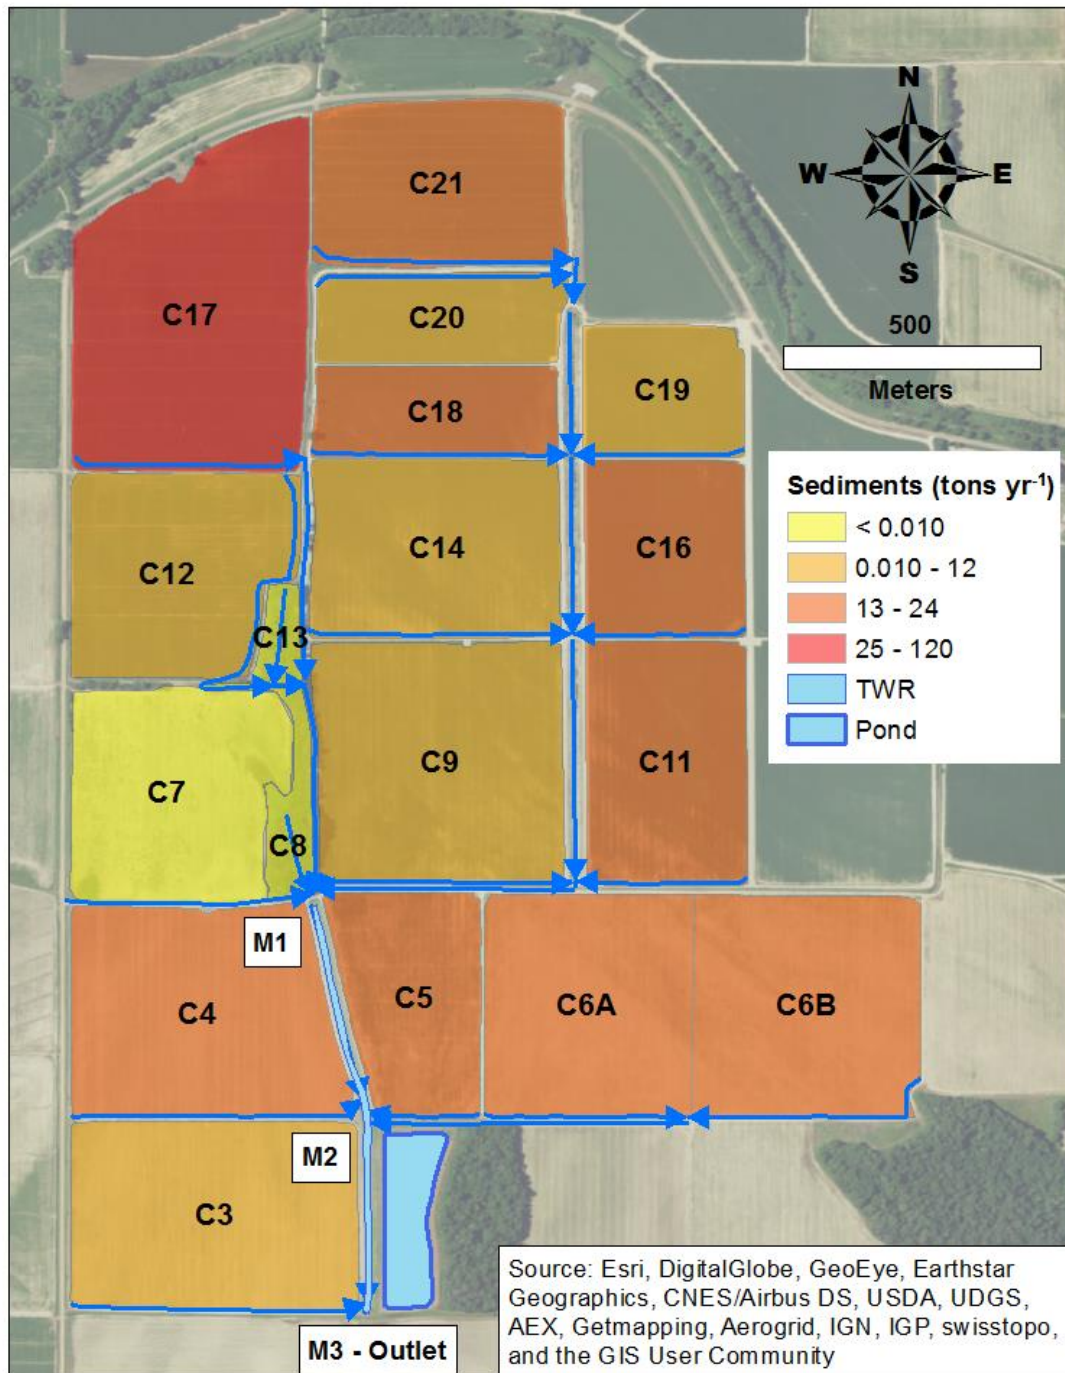 N
W E
S
500
Meters
C21
C17
C20
C19
C18
C14
C16
C12
C13
C9
C11
C7
C8
M1
C4
C5
C6A
C6B
M2
C3
M3 - Outlet
Sediments (tons yr⁻¹)
< 0.010
0.010 - 12
13 - 24
25 - 120
TWR
Pond
Source: Esri, DigitalGlobe, GeoEye, Earthstar
Geographics, CNES/Airbus DS, USDA, UDGS,
AEX, Getmapping, Aerogrid, IGN, IGP, swisstopo,
and the GIS User Community